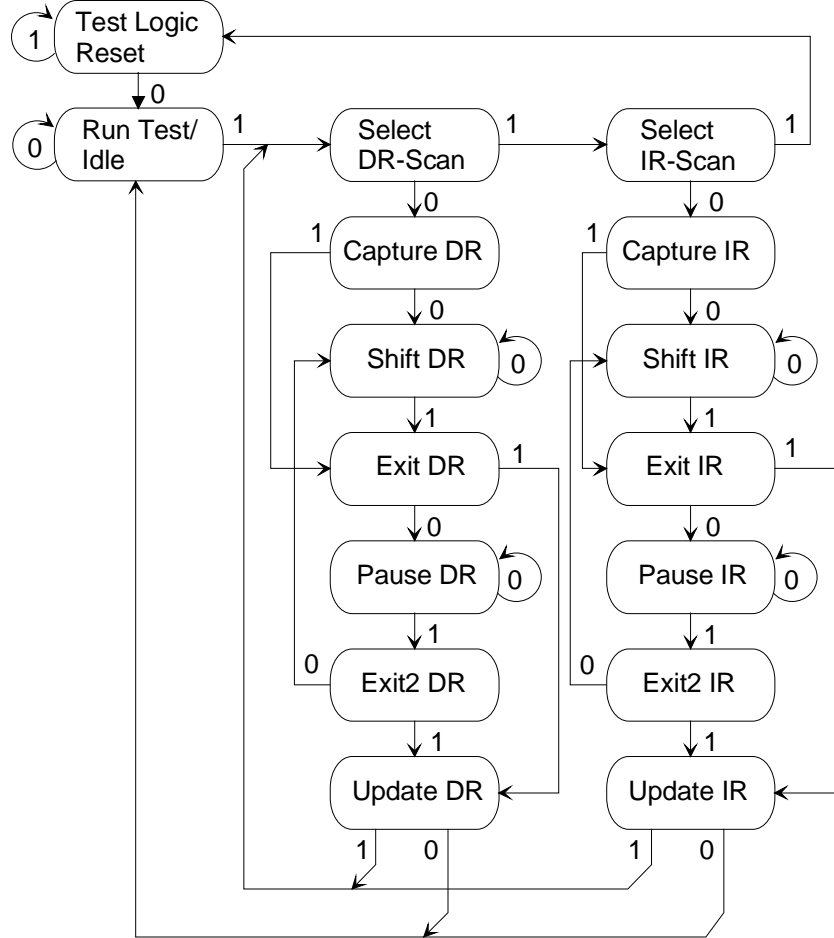 Test Logic
Reset
1
0
Run Test/
Idle
0
1
Select
DR-Scan
1
Select
IR-Scan
1
0
0
1
Capture DR
1
Capture IR
0
0
Shift DR
0
Shift IR
0
1
1
Exit DR
1
Exit IR
1
0
0
Pause DR
0
Pause IR
0
1
1
0
Exit2 DR
0
Exit2 IR
1
1
Update DR
Update IR
1
0
1
0